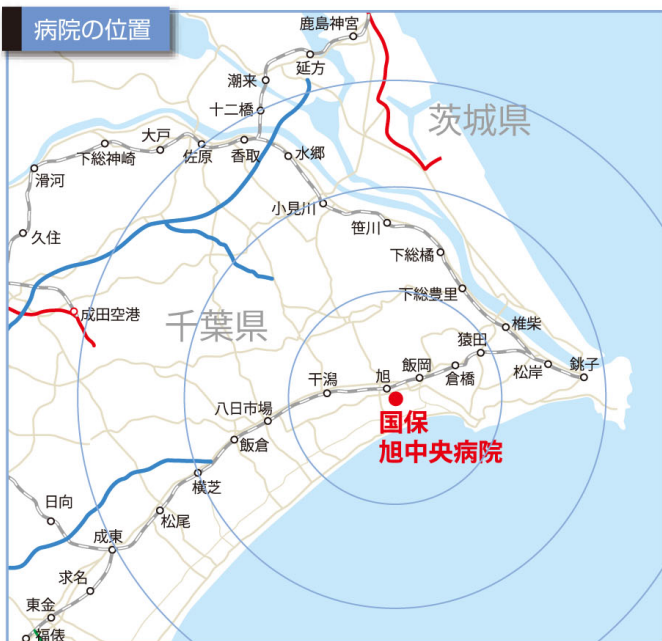 病院の位置
鹿島神宮
延方
潮来
十二橋
茨城県
大戸
下総神崎
佐原
香取
水郷
滑河
小見川
笹川
久住
下総橘
下総豊里
成田空港
千葉県
椎柴
猿田
飯岡
倉橋
松岸
銚子
干潟
旭
国保
旭中央病院
八日市場
飯倉
横芝
日向
松尾
成東
求名
東金
福俵